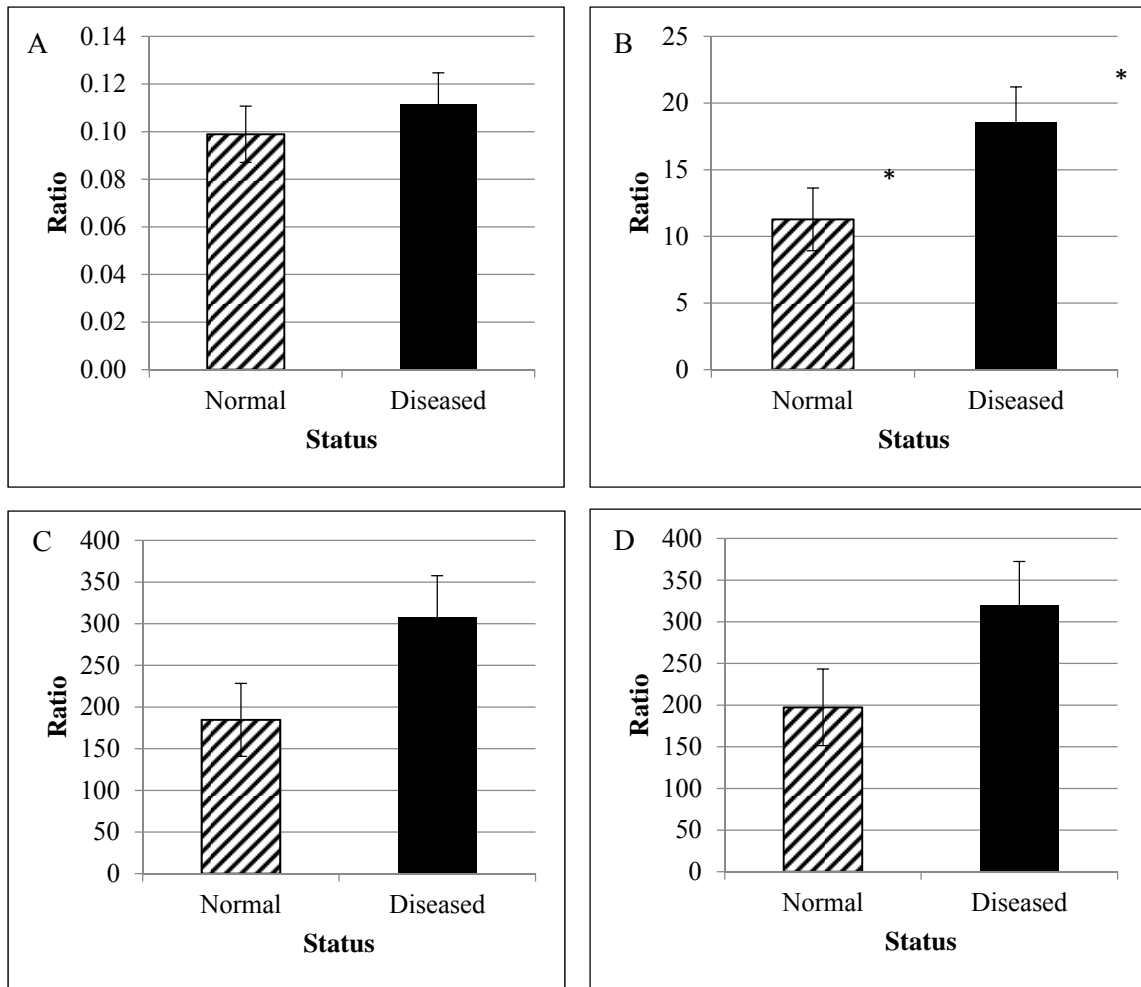 A
0.14
0.12
0.10
0.08
0.06
0.04
0.02
0.00
Ratio
Normal Diseased
Status
B
25
20
15
10
5
0
Ratio
* *
Normal Diseased
Status
C
400
350
300
250
200
150
100
50
0
Ratio
Normal Diseased
Status
D
400
350
300
250
200
150
100
50
0
Ratio
Normal Diseased
Status